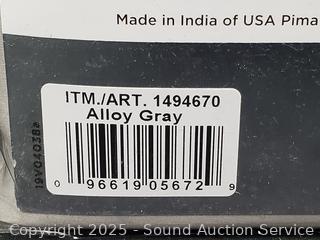 Made in India of USA Pima
ITM./ART. 1494670
Alloy Gray
0 96619 05672 9
19V0403Ba
Copyright 2025 - Sound Auction Service